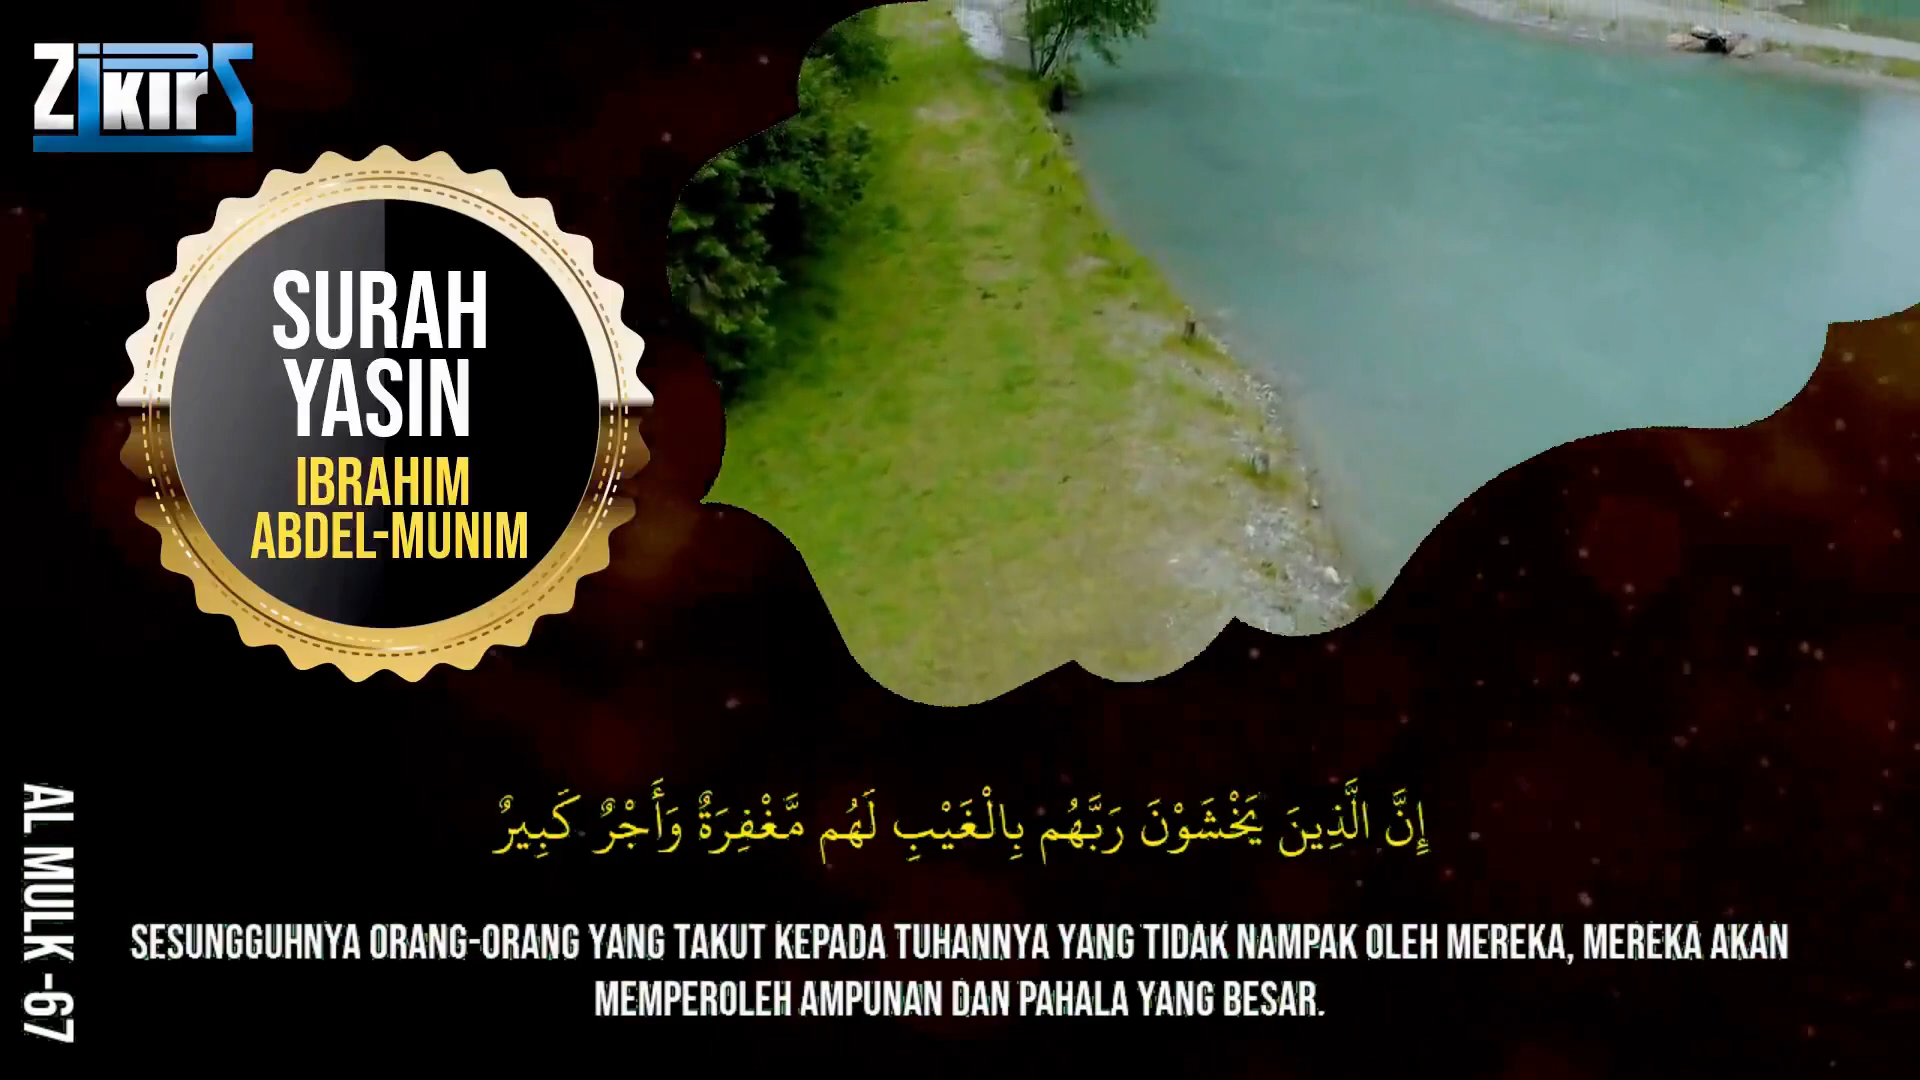 ZikirS
SURAH
YASIN
IBRAHIM
ABDEL-MUNIM
إِنَّ الَّذِينَ يَخْشَوْنَ رَبَّهُم بِالْغَيْبِ لَهُم مَّغْفِرَةٌ وَأَجْرٌ كَبِيرٌ
SESUNGGUHNYA ORANG-ORANG YANG TAKUT KEPADA TUHANNYA YANG TIDAK NAMPAK OLEH MEREKA, MEREKA AKAN
MEMPEROLEH AMPUNAN DAN PAHALA YANG BESAR.
AL MULK -67